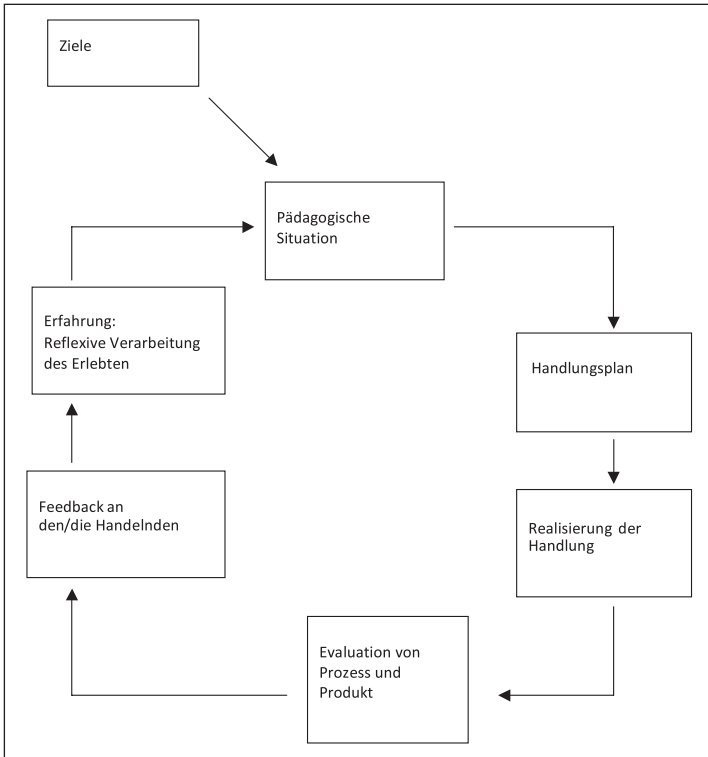 Ziele
Pädagogische
Situation
Erfahrung:
Reflexive Verarbeitung
des Erlebten
Handlungsplan
Feedback an
den/die Handelnden
Realisierung der
Handlung
Evaluation von
Prozess und
Produkt